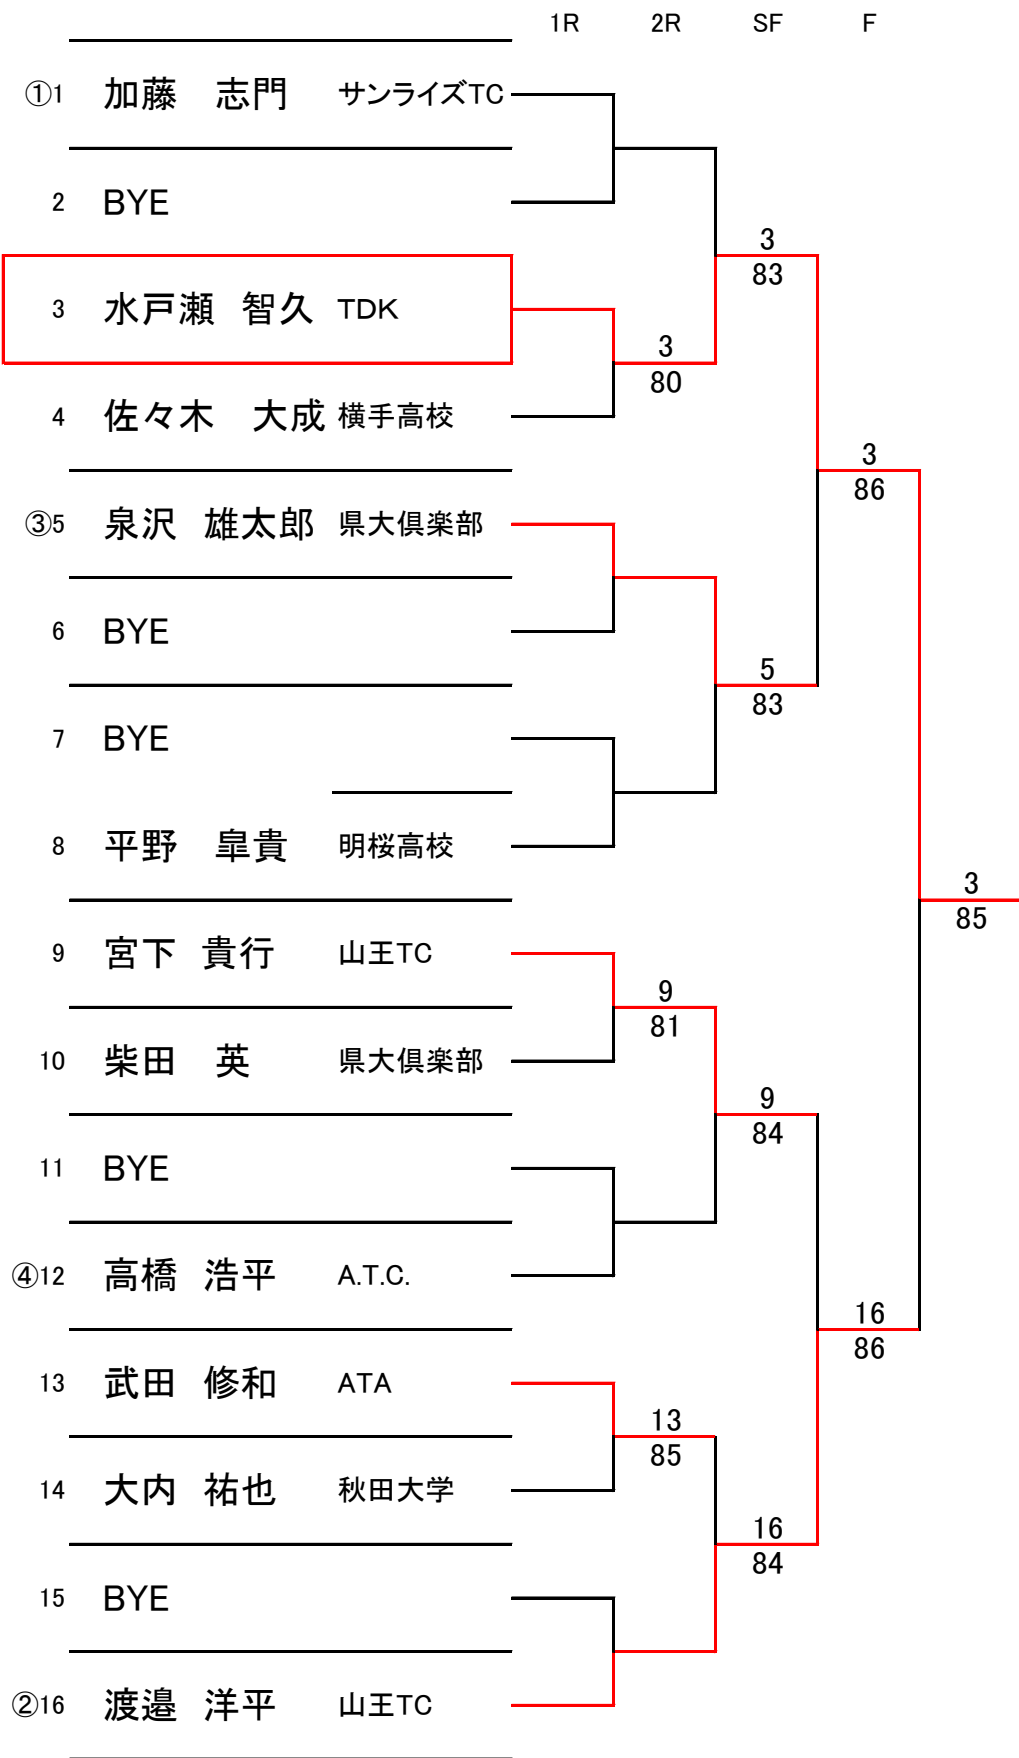 1R 2R SF F
①1 加藤 志門 サンライズTC
2 BYE
3
83
3 水戸瀬 智久 TDK
3
80
4 佐々木 大成 横手高校
3
86
③5 泉沢 雄太郎 県大倶楽部
6 BYE
5
83
7 BYE
8 平野 皐貴 明桜高校
3
85
9 宮下 貴行 山王TC
9
81
10 柴田 英 県大倶楽部
9
84
11 BYE
④12 高橋 浩平 A.T.C.
16
86
13 武田 修和 ATA
13
85
14 大内 祐也 秋田大学
16
84
15 BYE
②16 渡邉 洋平 山王TC